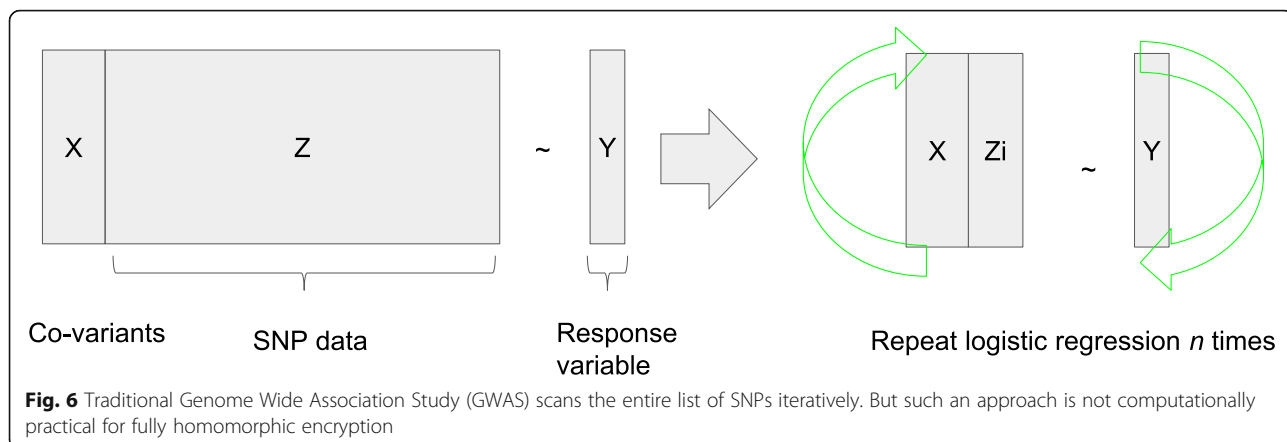 X
Z
~
Y
X
Zi
~
Y
Co-variants
SNP data
Response
variable
Repeat logistic regression n times
Fig. 6 Traditional Genome Wide Association Study (GWAS) scans the entire list of SNPs iteratively. But such an approach is not computationally
practical for fully homomorphic encryption